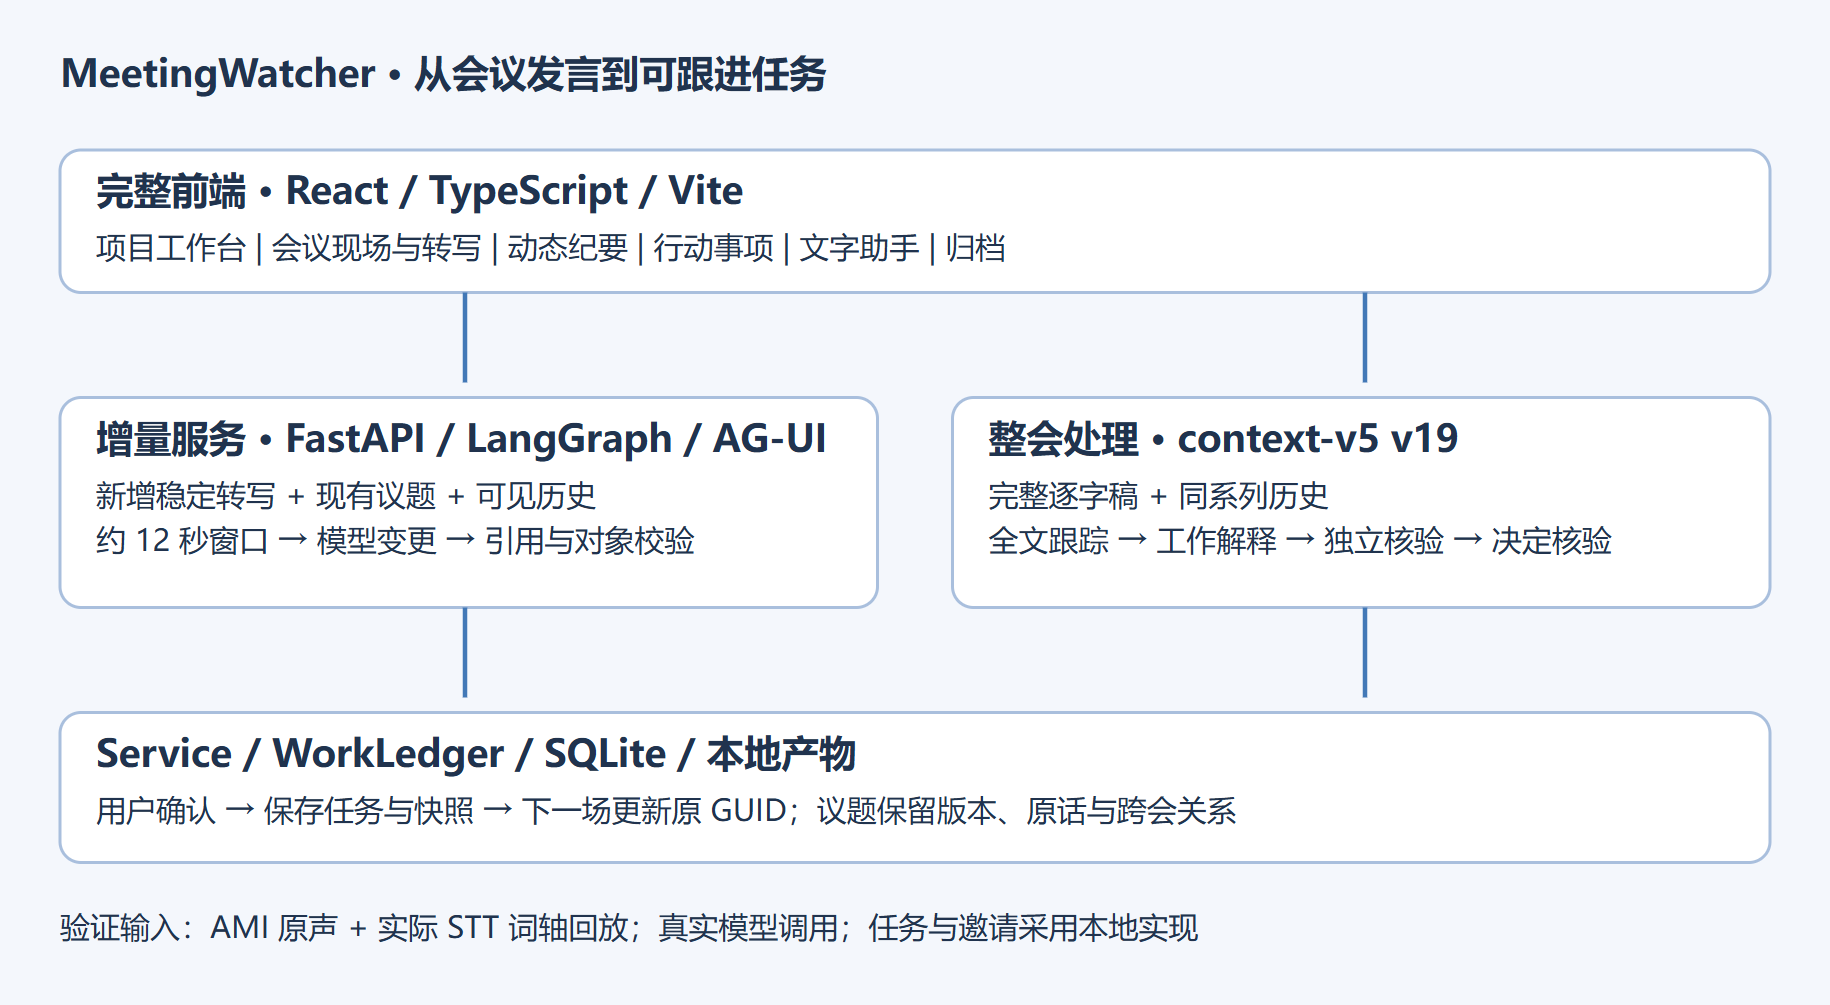 MeetingWatcher • 从会议发言到可跟进任务
完整前端 • React / TypeScript / Vite
项目工作台 | 会议现场与转写 | 动态纪要 | 行动事项 | 文字助手 | 归档
增量服务 • FastAPI / LangGraph / AG-UI
新增稳定转写 + 现有议题 + 可见历史
约 12 秒窗口 → 模型变更 → 引用与对象校验
整会处理 • context-v5 v19
完整逐字稿 + 同系列历史
全文跟踪 → 工作解释 → 独立核验 → 决定核验
Service / WorkLedger / SQLite / 本地产物
用户确认 → 保存任务与快照 → 下一场更新原 GUID；议题保留版本、原话与跨会关系
验证输入：AMI 原声 + 实际 STT 词轴回放；真实模型调用；任务与邀请采用本地实现